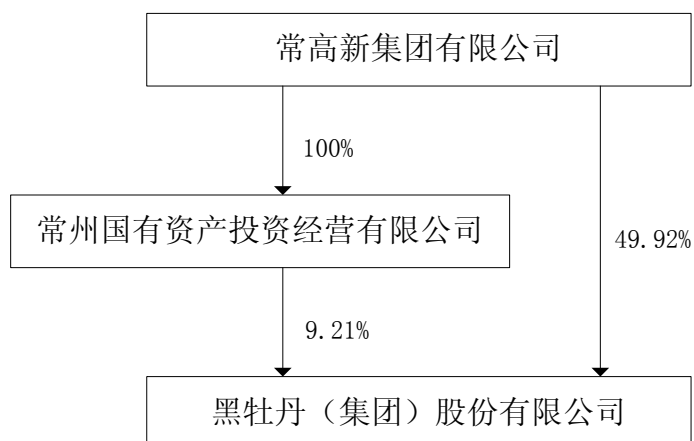 常高新集团有限公司
100%
常州国有资产投资经营有限公司
49.92%
9.21%
黑牡丹（集团）股份有限公司